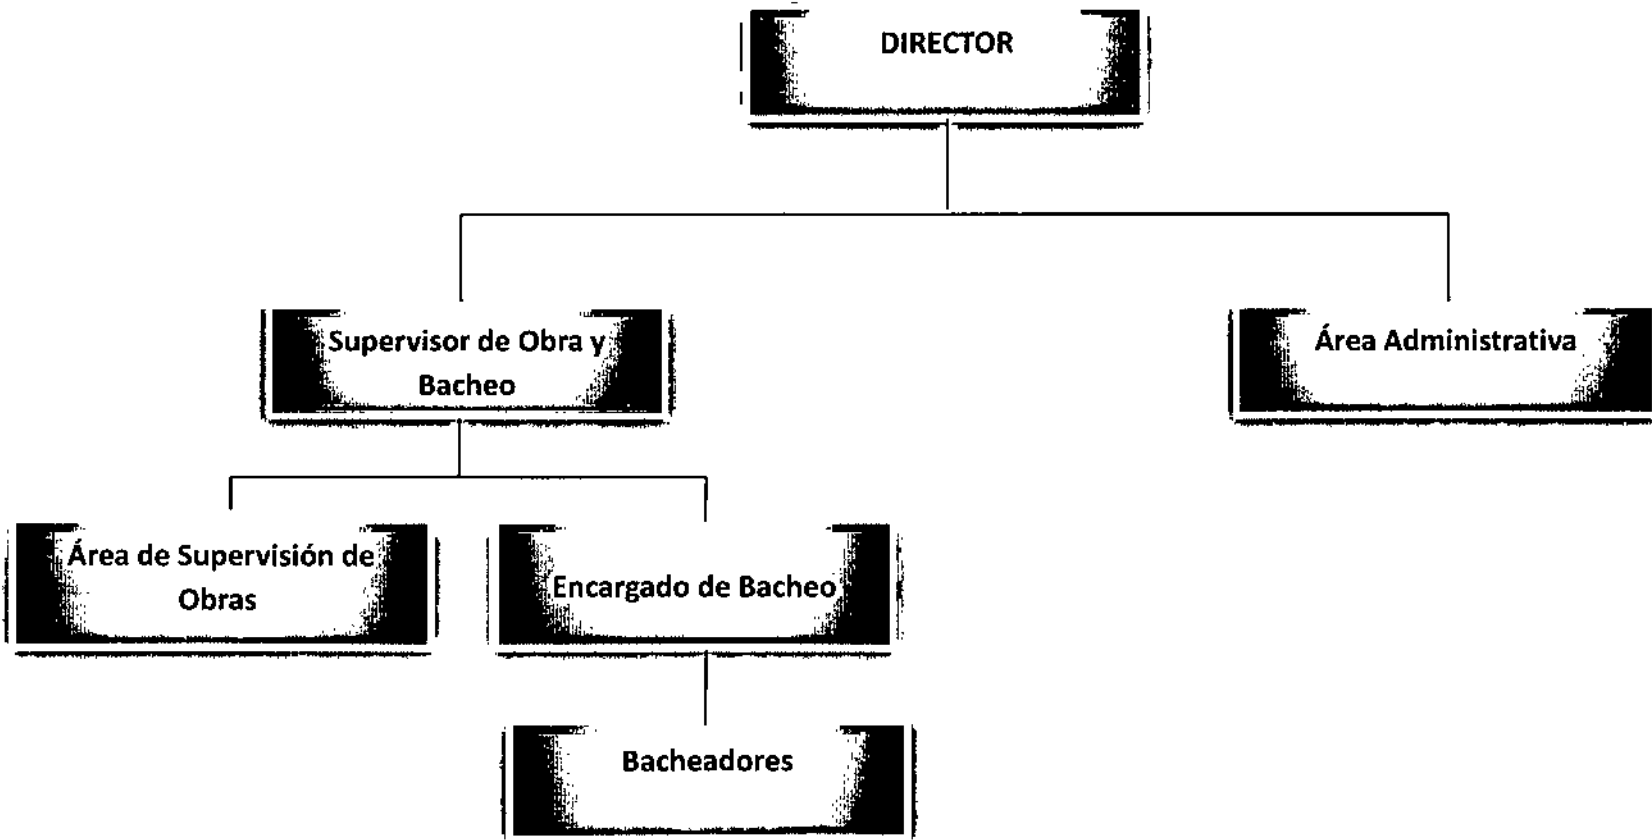 DIRECTOR
Supervisor de Obra y
Bacheo
Área Administrativa
Área de Supervisión de
Obras
Encargado de Bacheo
Bacheadores